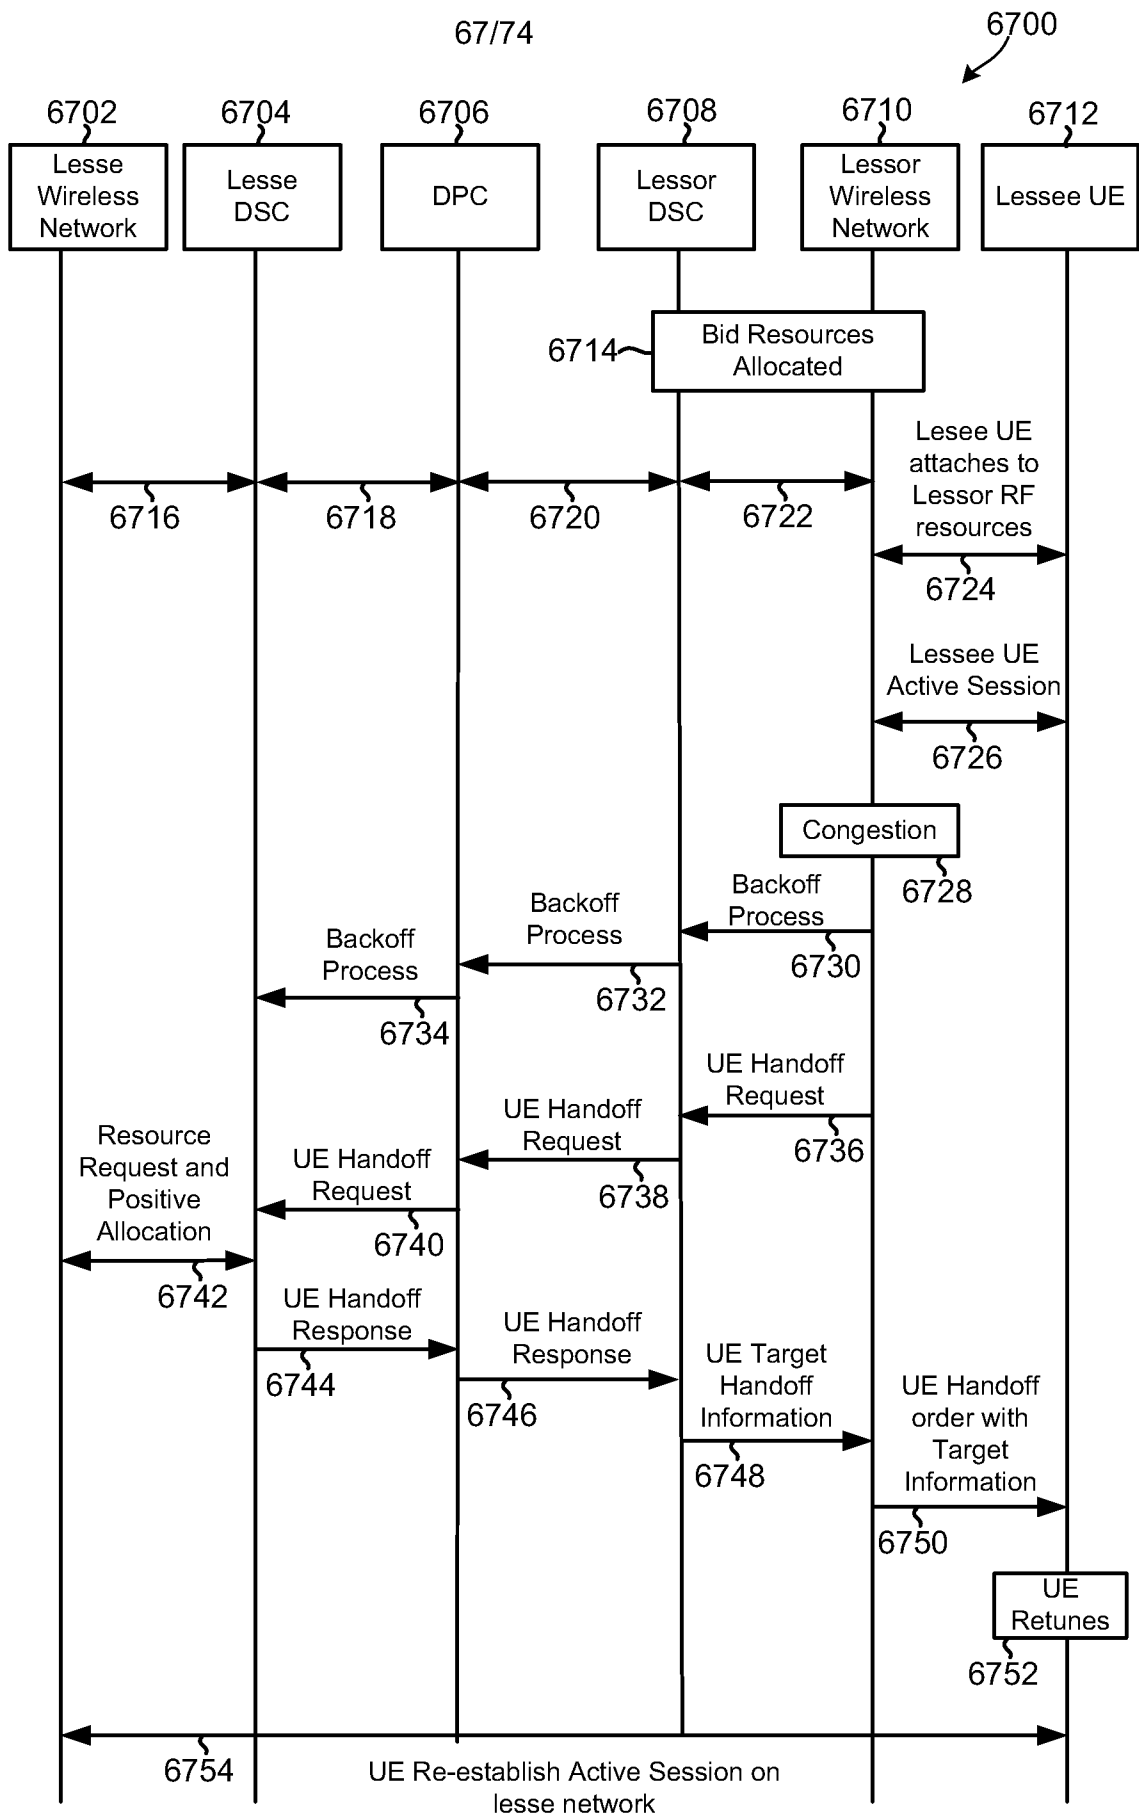 67/74
6700
6702
6704
6706
6708
6710
6712
Lesse
Wireless
Network
Lesse
DSC
DPC
Lessor
DSC
Lessor
Wireless
Network
Lessee UE
6714
Bid Resources
Allocated
Lesee UE
attaches to
Lessor RF
resources
6716
6718
6720
6722
6724
Lessee UE
Active Session
6726
Congestion
6728
Backoff
Process
6730
Backoff
Process
6732
Backoff
Process
6734
UE Handoff
Request
6736
UE Handoff
Request
6738
UE Handoff
Request
6740
Resource
Request and
Positive
Allocation
6742
UE Handoff
Response
6744
UE Handoff
Response
6746
UE Target
Handoff
Information
6748
UE Handoff
order with
Target
Information
6750
UE
Retunes
6752
6754
UE Re-establish Active Session on
lesse network